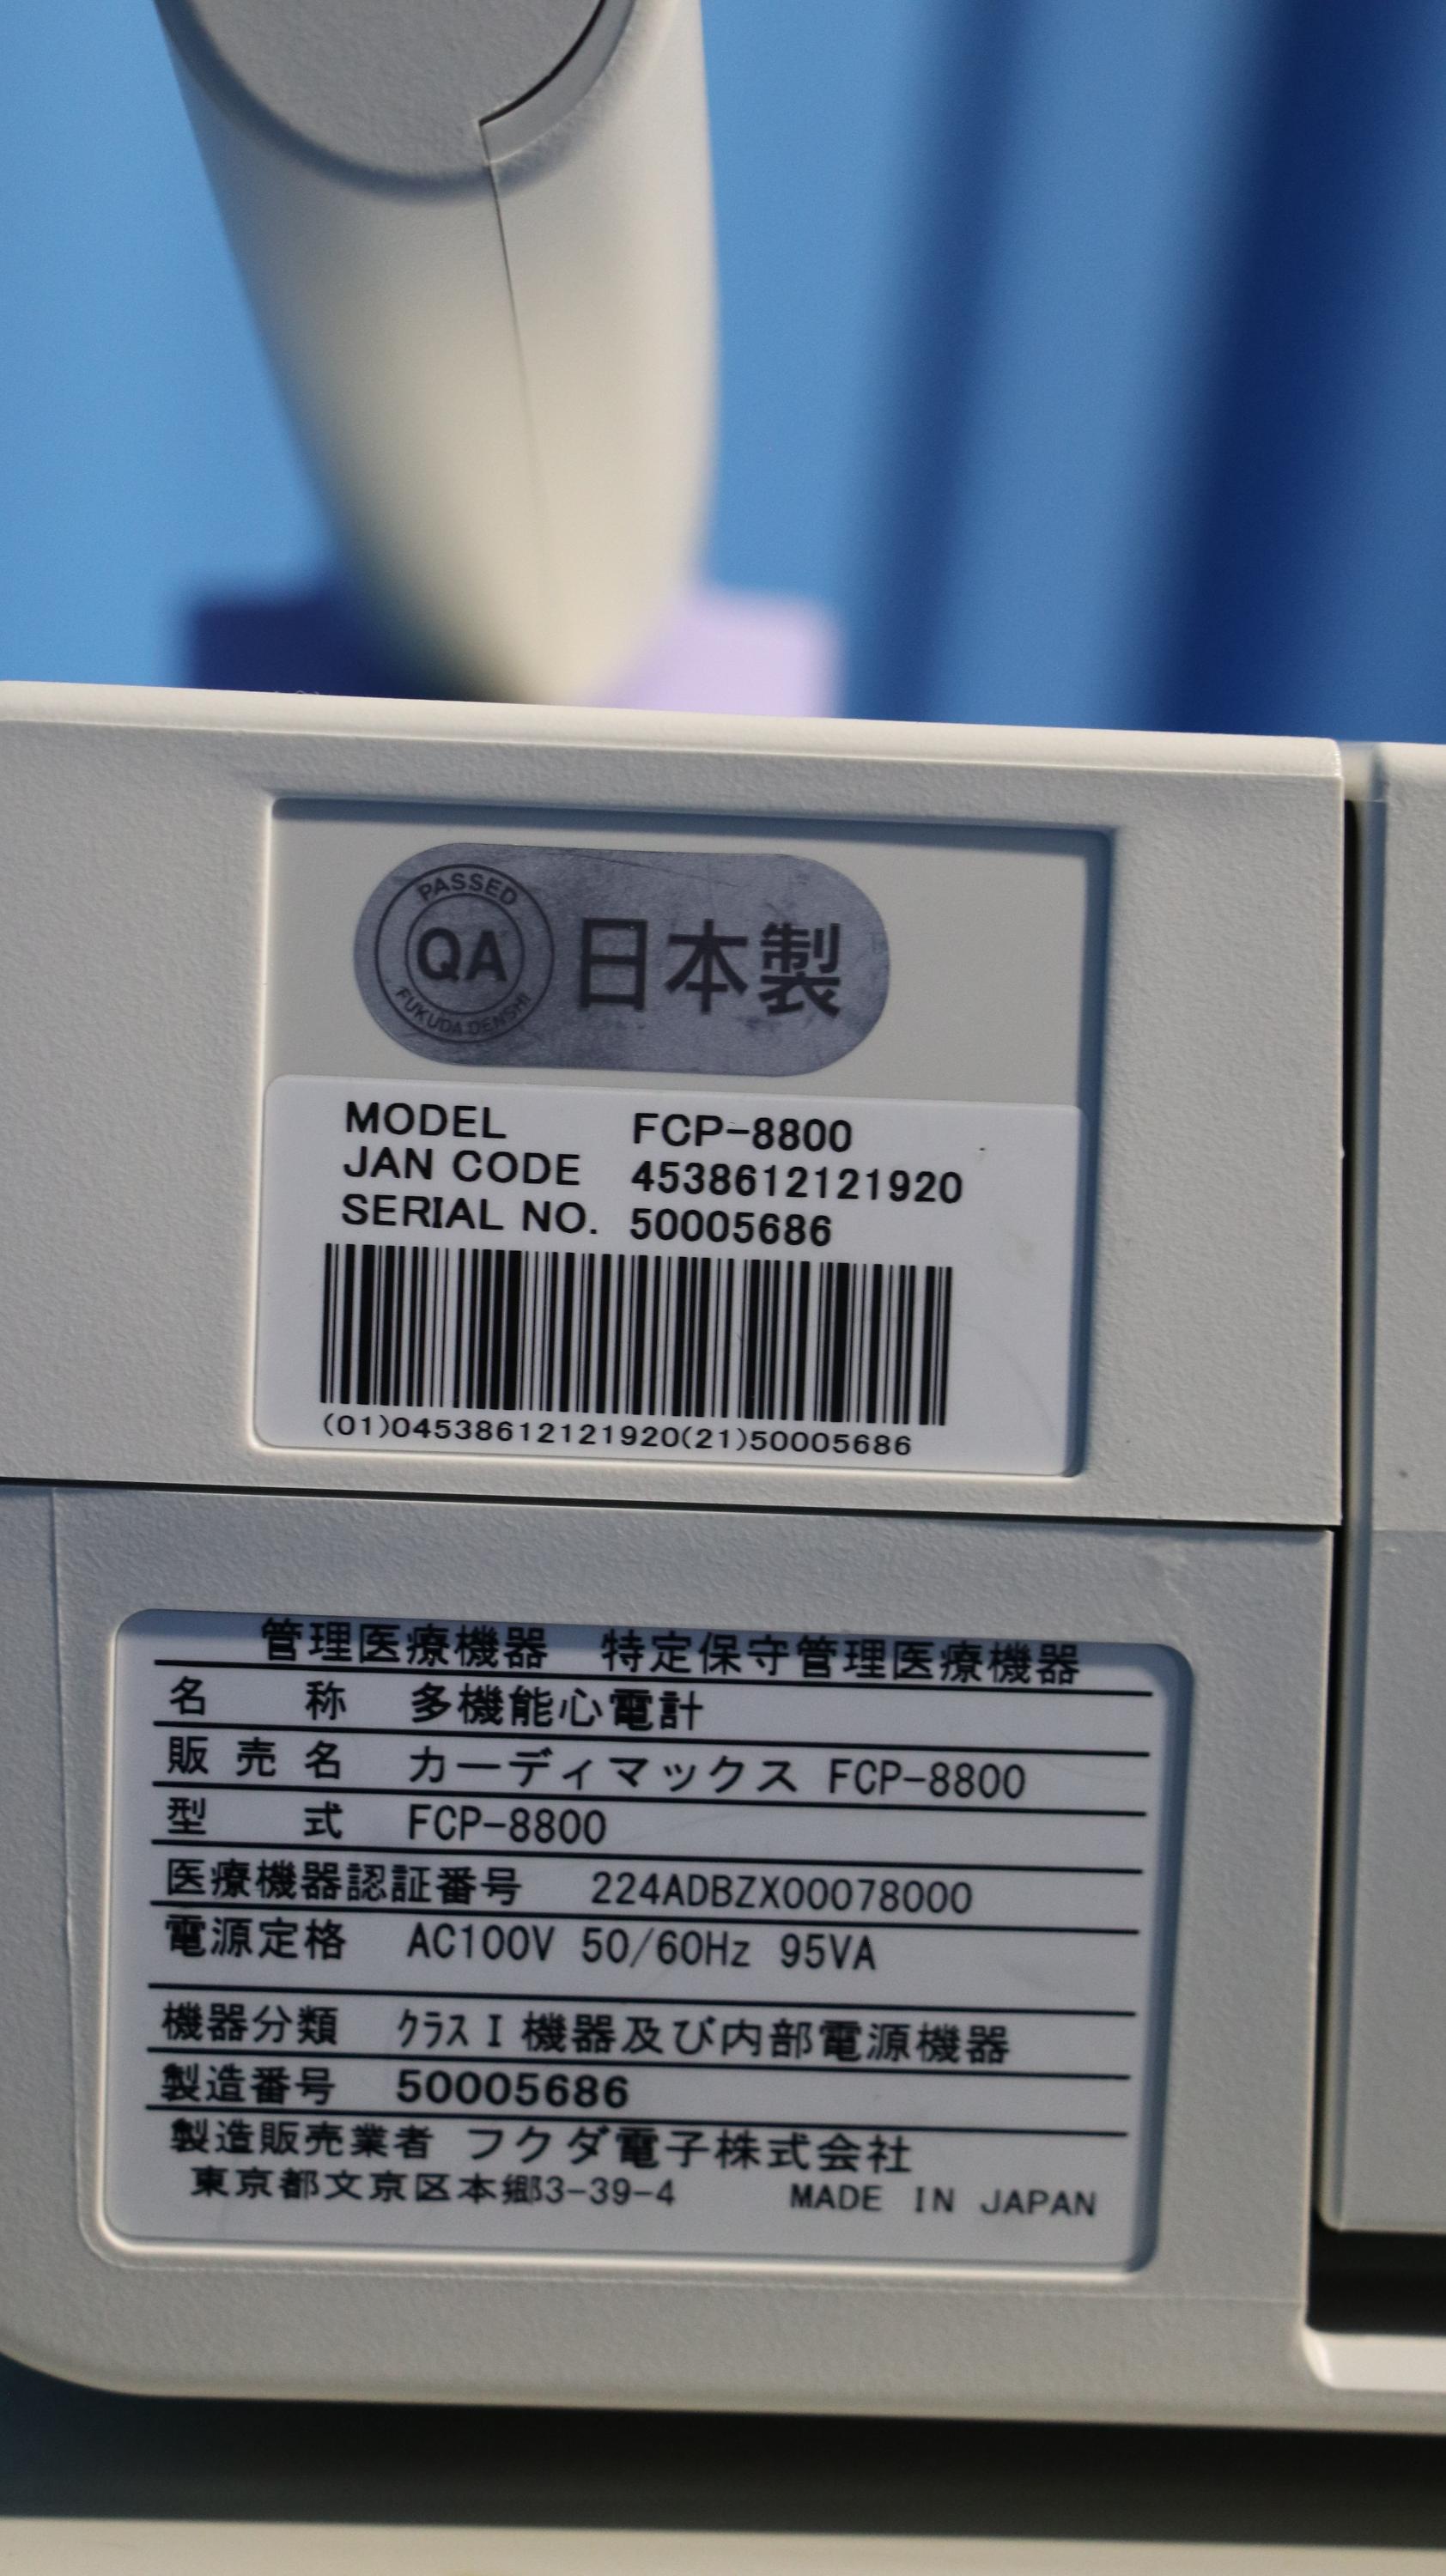 PASSED
QA 日本製
FUKUDA DENSHI
MODEL FCP-8800
JAN CODE 4538612121920
SERIAL NO. 50005686
(01)04538612121920(21)50005686
管理医療機器 特定保守管理医療機器
名 称 多機能心電計
販 売 名 カーディマックス FCP-8800
型 式 FCP-8800
医療機器認証番号 224ADBZX00078000
電源定格 AC100V 50/60Hz 95VA
機器分類 クラスⅠ機器及び内部電源機器
製造番号 50005686
製造販売業者 フクダ電子株式会社
東京都文京区本郷3-39-4 MADE IN JAPAN